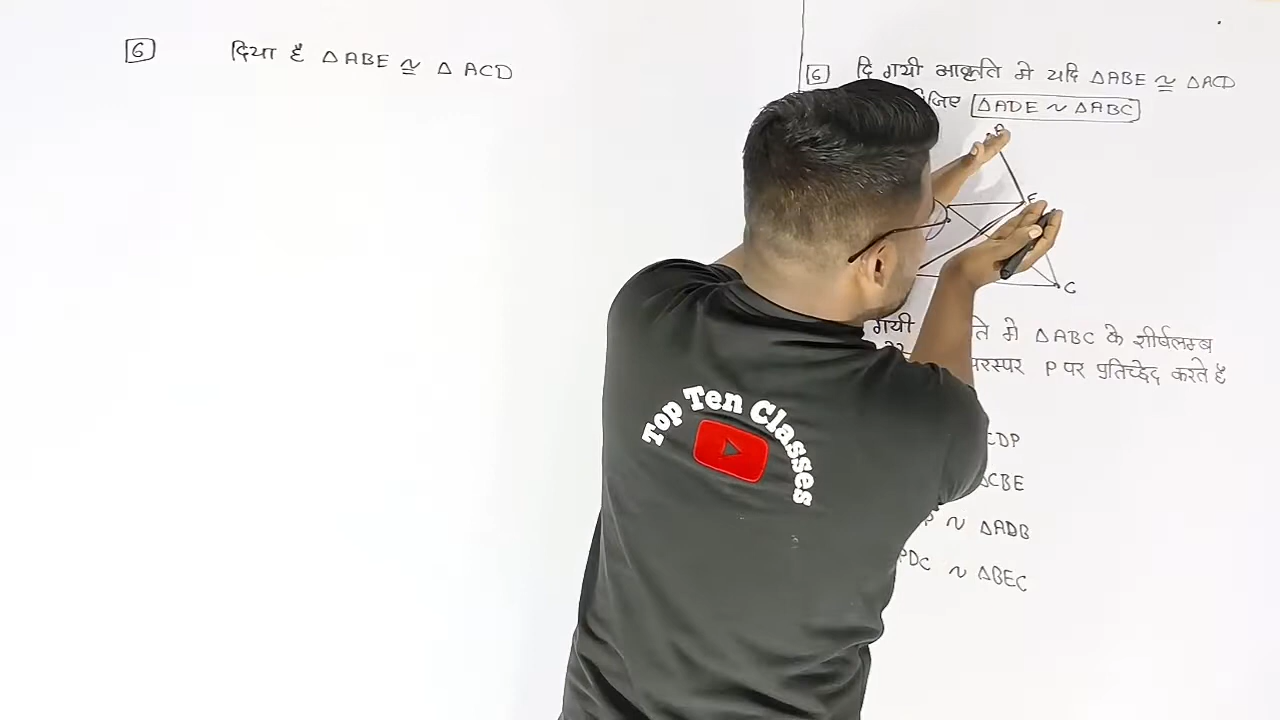 6 दिया है △ABE ≅ △ACD
6 दि गयी आकृति मे यदि △ABE ≅ △ACD
△ADE ~ △ABC
A
E
C
गयी मे △ABC के शीर्षलम्ब
परस्पर P पर प्रतिच्छेद करते है
CDP
△CBE
~ △ADB
PDC ~ △BEC
Top Ten Classes